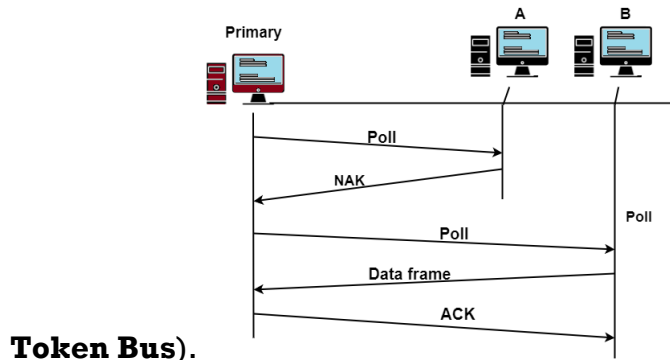 A B
Primary
Poll
NAK
Poll
Poll
Data frame
ACK
Token Bus).